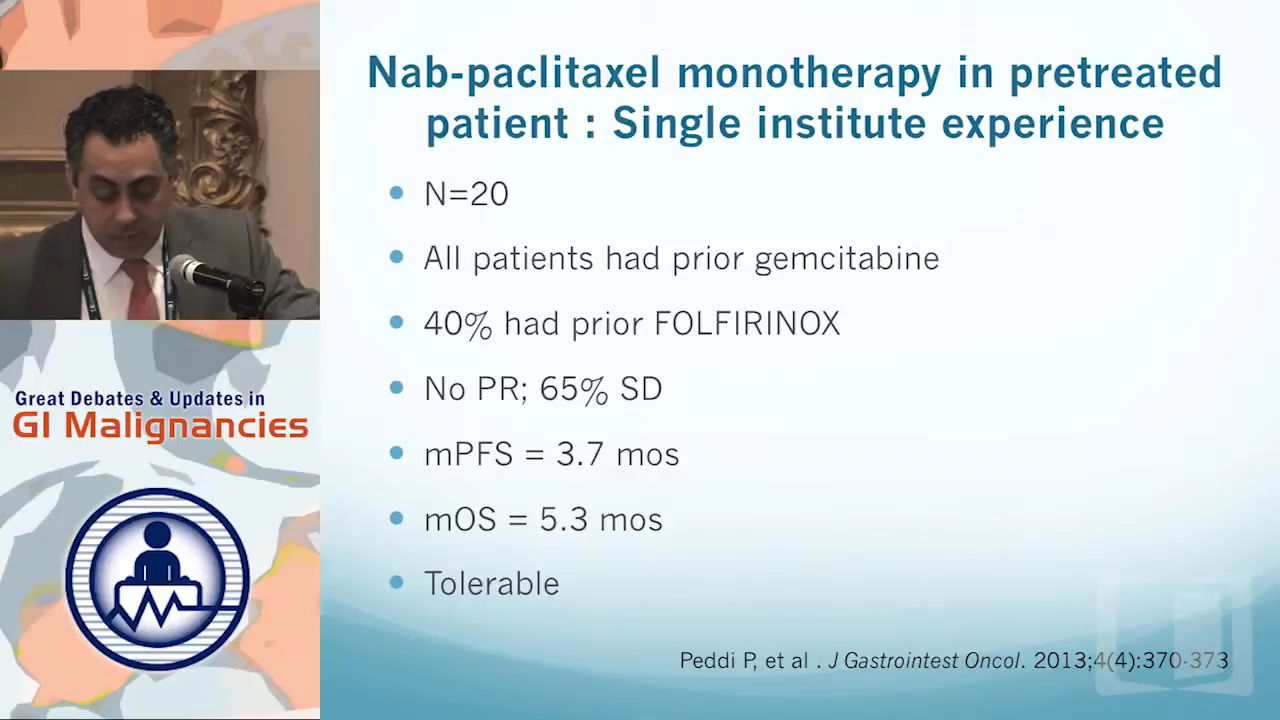 Nab-paclitaxel monotherapy in pretreated
patient : Single institute experience
• N=20
• All patients had prior gemcitabine
• 40% had prior FOLFIRINOX
• No PR; 65% SD
• mPFS = 3.7 mos
• mOS = 5.3 mos
• Tolerable
Peddi P, et al . J Gastrointest Oncol. 2013;4(4):370-373
Great Debates & Updates in
GI Malignancies